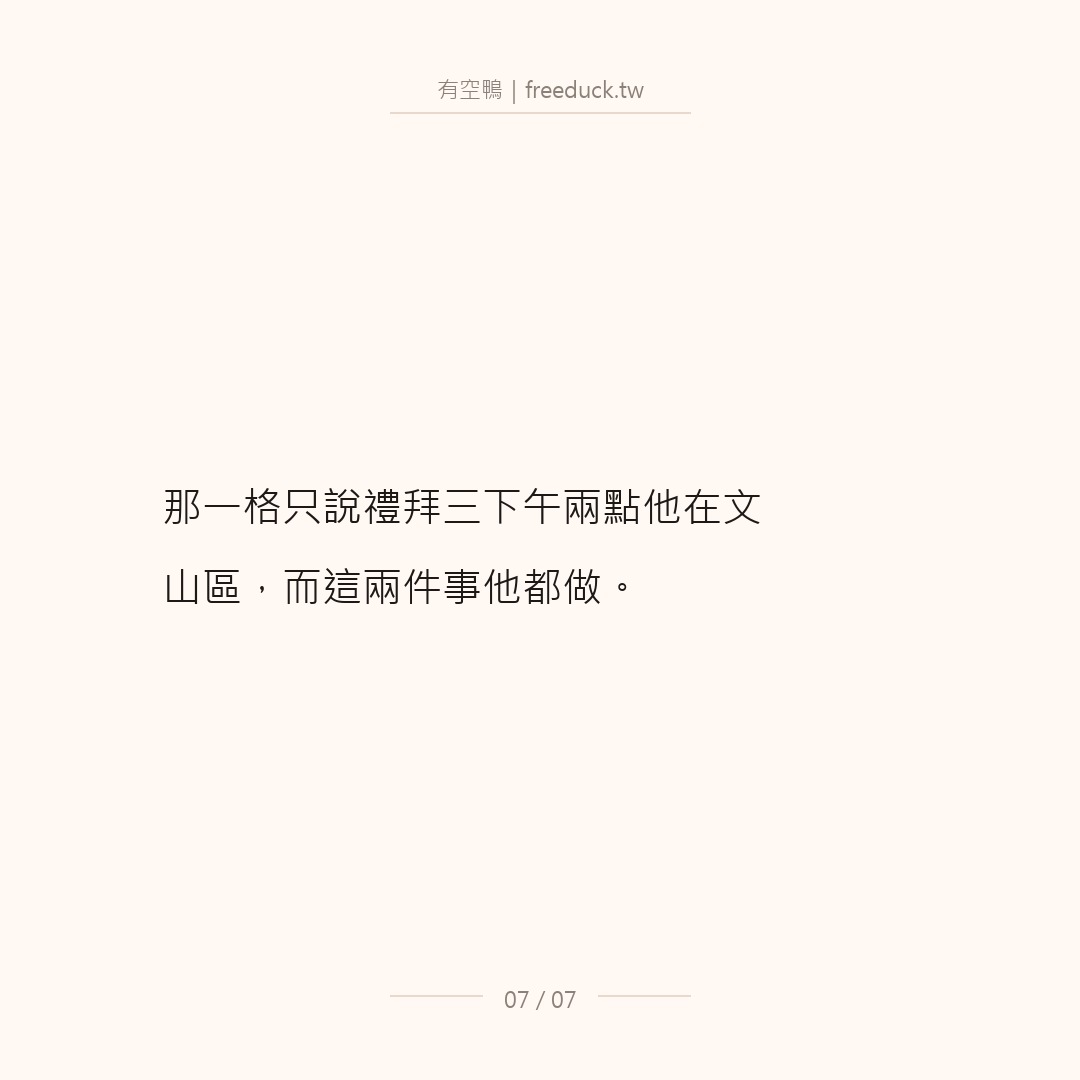 有空鴨 | freeduck.tw
那一格只說禮拜三下午兩點他在文
山區，而這兩件事他都做。
07 / 07